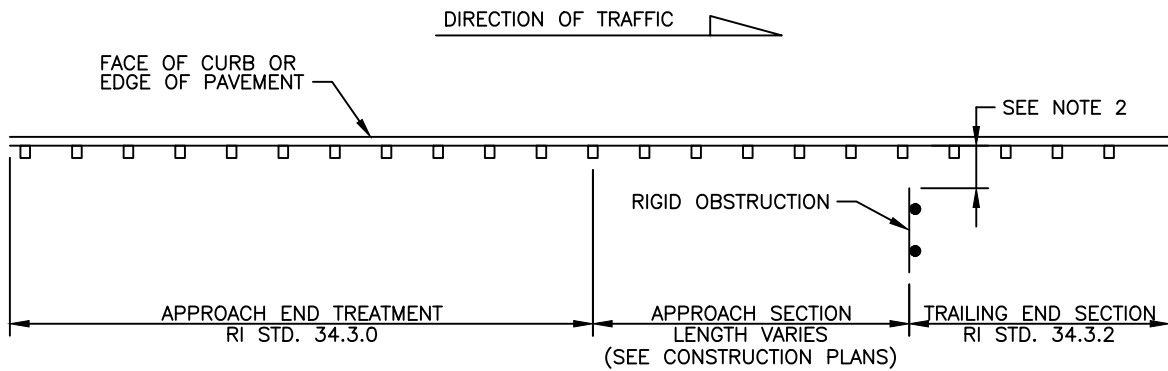 DIRECTION OF TRAFFIC
FACE OF CURB OR
EDGE OF PAVEMENT
SEE NOTE 2
RIGID OBSTRUCTION
APPROACH END TREATMENT
RI STD. 34.3.0
APPROACH SECTION
LENGTH VARIES
(SEE CONSTRUCTION PLANS)
TRAILING END SECTION
RI STD. 34.3.2